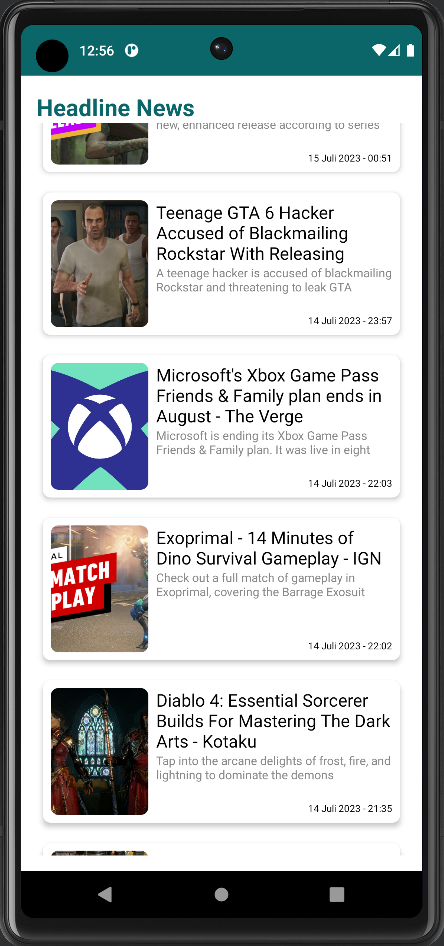 12:56
Headline News
new, enhanced release according to series
15 Juli 2023 - 00:51
Teenage GTA 6 Hacker
Accused of Blackmailing
Rockstar With Releasing
A teenage hacker is accused of blackmailing
Rockstar and threatening to leak GTA
14 Juli 2023 - 23:57
Microsoft's Xbox Game Pass
Friends & Family plan ends in
August - The Verge
Microsoft is ending its Xbox Game Pass
Friends & Family plan. It was live in eight
14 Juli 2023 - 22:03
AL
MATCH
PLAY
Exoprimal - 14 Minutes of
Dino Survival Gameplay - IGN
Check out a full match of gameplay in
Exoprimal, covering the Barrage Exosuit
14 Juli 2023 - 22:02
Diablo 4: Essential Sorcerer
Builds For Mastering The Dark
Arts - Kotaku
Tap into the arcane delights of frost, fire, and
lightning to dominate the demons
14 Juli 2023 - 21:35